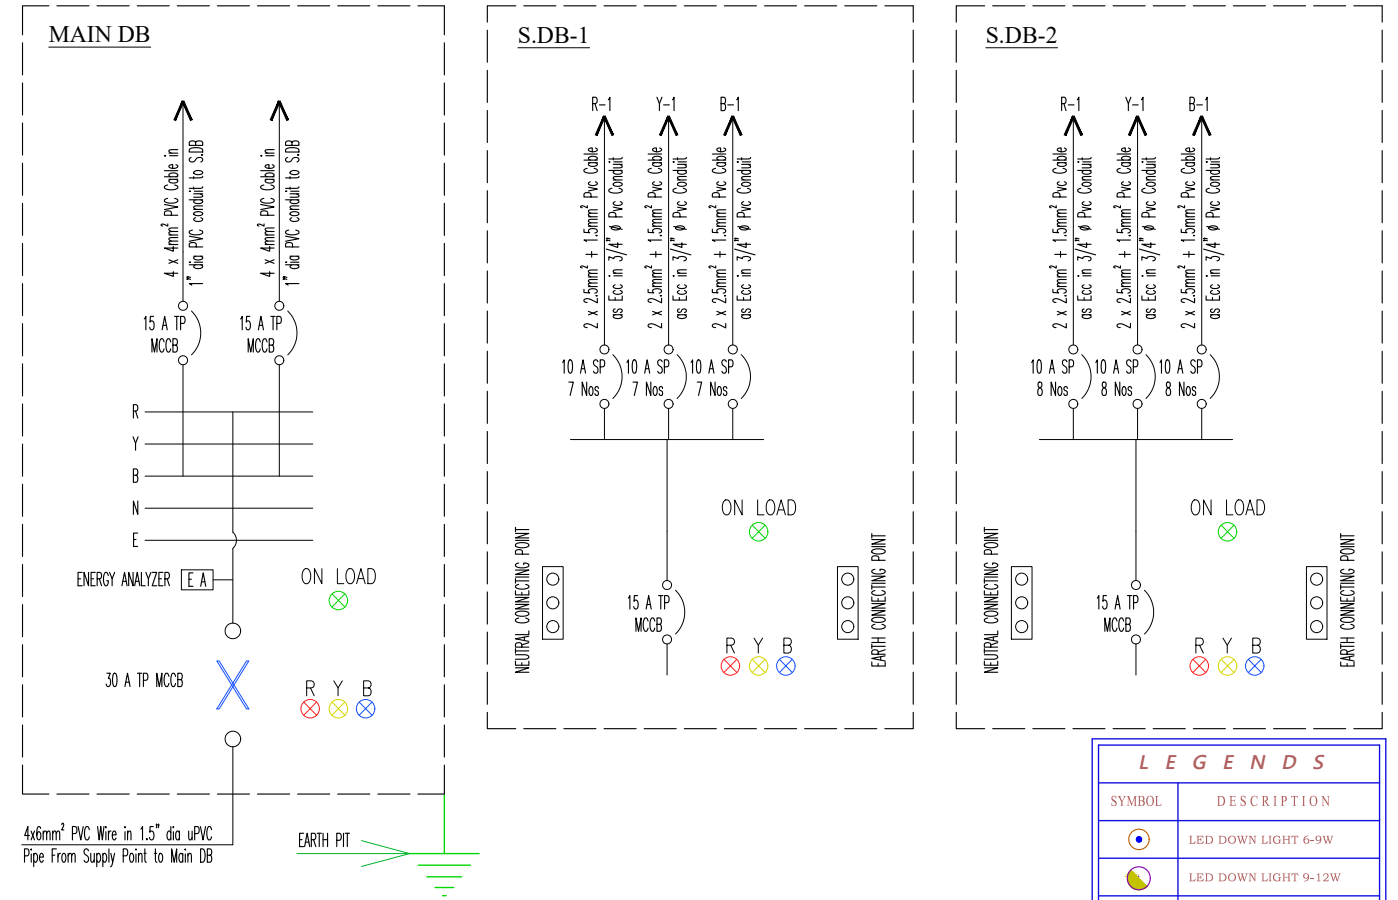 MAIN DB
4 x 4mm² PVC Cable in
1" dia PVC conduit to S.DB
4 x 4mm² PVC Cable in
1" dia PVC conduit to S.DB
15 A TP
MCCB
15 A TP
MCCB
R
Y
B
N
E
ENERGY ANALYZER
E A
ON LOAD
30 A TP MCCB
R Y B
4x6mm² PVC Wire in 1.5" dia uPVC
Pipe From Supply Point to Main DB
EARTH PIT
S.DB-1
R-1
Y-1
B-1
2 x 2.5mm² + 1.5mm² Pvc Cable
as Ecc in 3/4" ø Pvc Conduit
2 x 2.5mm² + 1.5mm² Pvc Cable
as Ecc in 3/4" ø Pvc Conduit
2 x 2.5mm² + 1.5mm² Pvc Cable
as Ecc in 3/4" ø Pvc Conduit
10 A SP
7 Nos
10 A SP
7 Nos
10 A SP
7 Nos
ON LOAD
NEUTRAL CONNECTING POINT
15 A TP
MCCB
R Y B
EARTH CONNECTING POINT
S.DB-2
R-1
Y-1
B-1
2 x 2.5mm² + 1.5mm² Pvc Cable
as Ecc in 3/4" ø Pvc Conduit
2 x 2.5mm² + 1.5mm² Pvc Cable
as Ecc in 3/4" ø Pvc Conduit
2 x 2.5mm² + 1.5mm² Pvc Cable
as Ecc in 3/4" ø Pvc Conduit
10 A SP
8 Nos
10 A SP
8 Nos
10 A SP
8 Nos
ON LOAD
NEUTRAL CONNECTING POINT
15 A TP
MCCB
R Y B
EARTH CONNECTING POINT
LEGENDS
SYMBOL DESCRIPTION
LED DOWN LIGHT 6-9W
LED DOWN LIGHT 9-12W